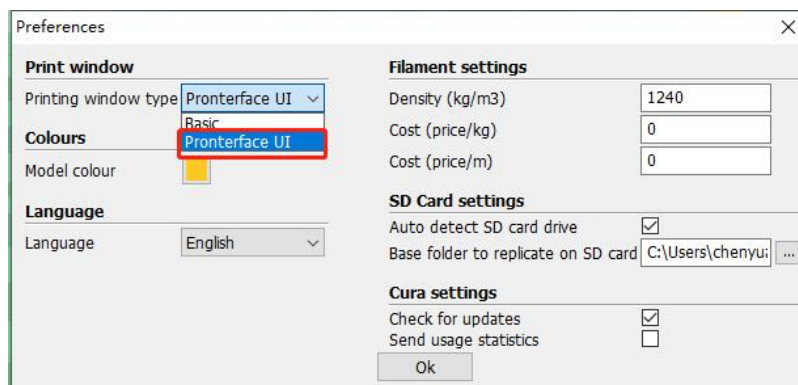 Preferences
Print window
Printing window type Pronterface UI
Basic
Pronterface UI
Colours
Model colour
Language
Language English
Filament settings
Density (kg/m3) 1240
Cost (price/kg) 0
Cost (price/m) 0
SD Card settings
Auto detect SD card drive
Base folder to replicate on SD card C:\Users\chenyu ...
Cura settings
Check for updates
Send usage statistics
Ok